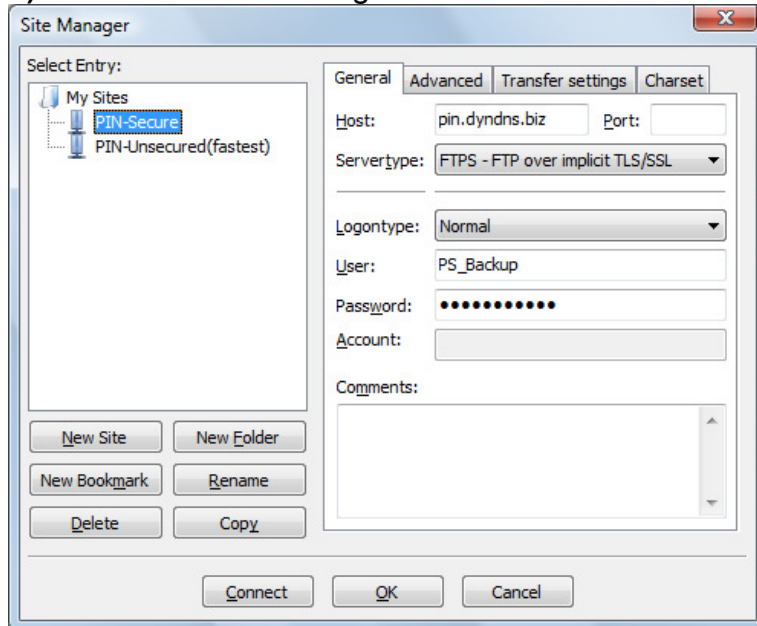 Site Manager
X
Select Entry:
My Sites
PIN-Secure
PIN-Unsecured(fastest)
New Site New Folder
New Bookmark Rename
Delete Copy
General Advanced Transfer settings Charset
Host: pin.dyndns.biz Port:
Servertype: FTPS - FTP over implicit TLS/SSL
Logontype: Normal
User: PS_Backup
Password: •••••••••••
Account:
Comments:
Connect OK Cancel